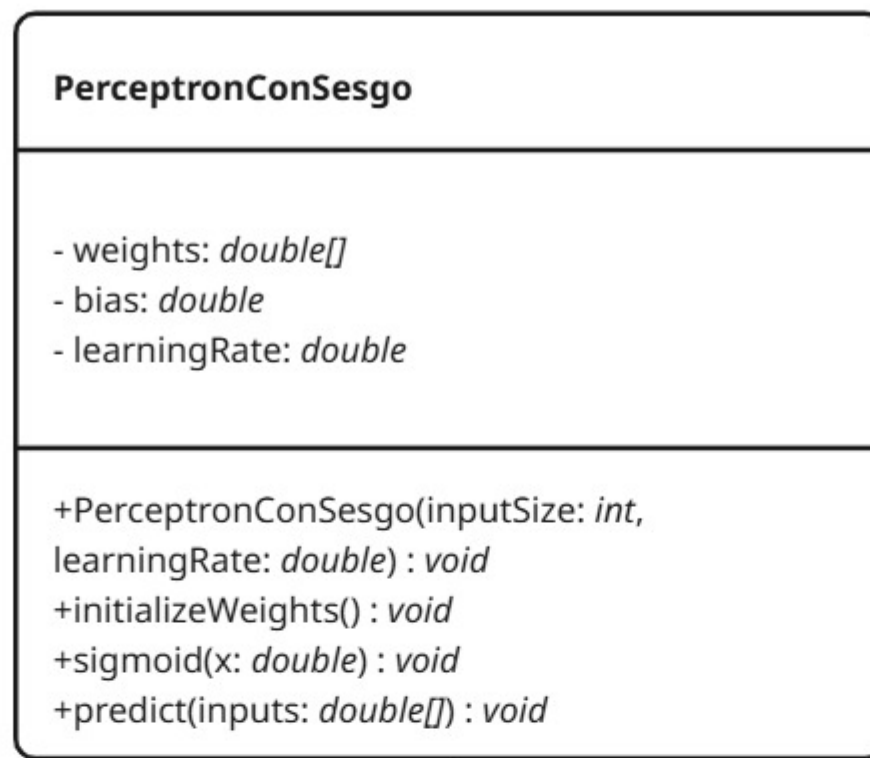 PerceptronConSesgo
- weights: double[]
- bias: double
- learningRate: double
+PerceptronConSesgo(inputSize: int,
learningRate: double) : void
+initializeWeights() : void
+sigmoid(x: double) : void
+predict(inputs: double[]) : void